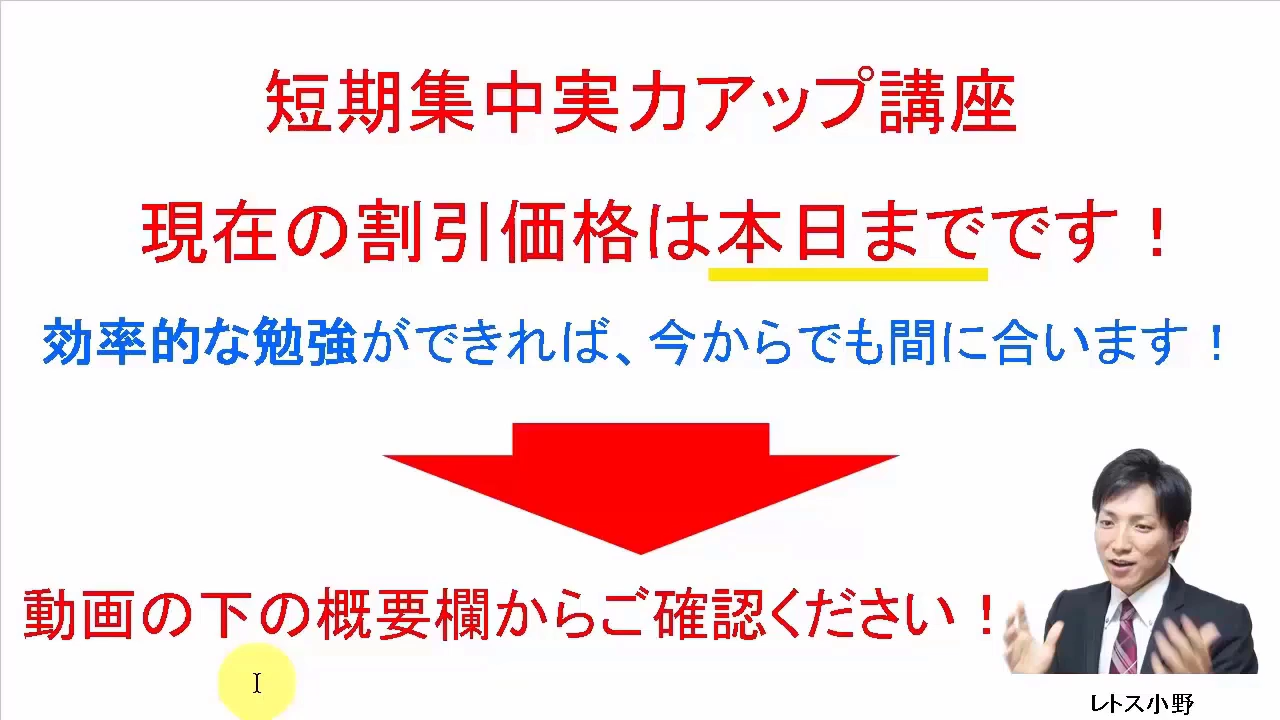 短期集中実力アップ講座
現在の割引価格は本日までです！
効率的な勉強ができれば、今からでも間に合います！
動画の下の概要欄からご確認ください！
レトス小野